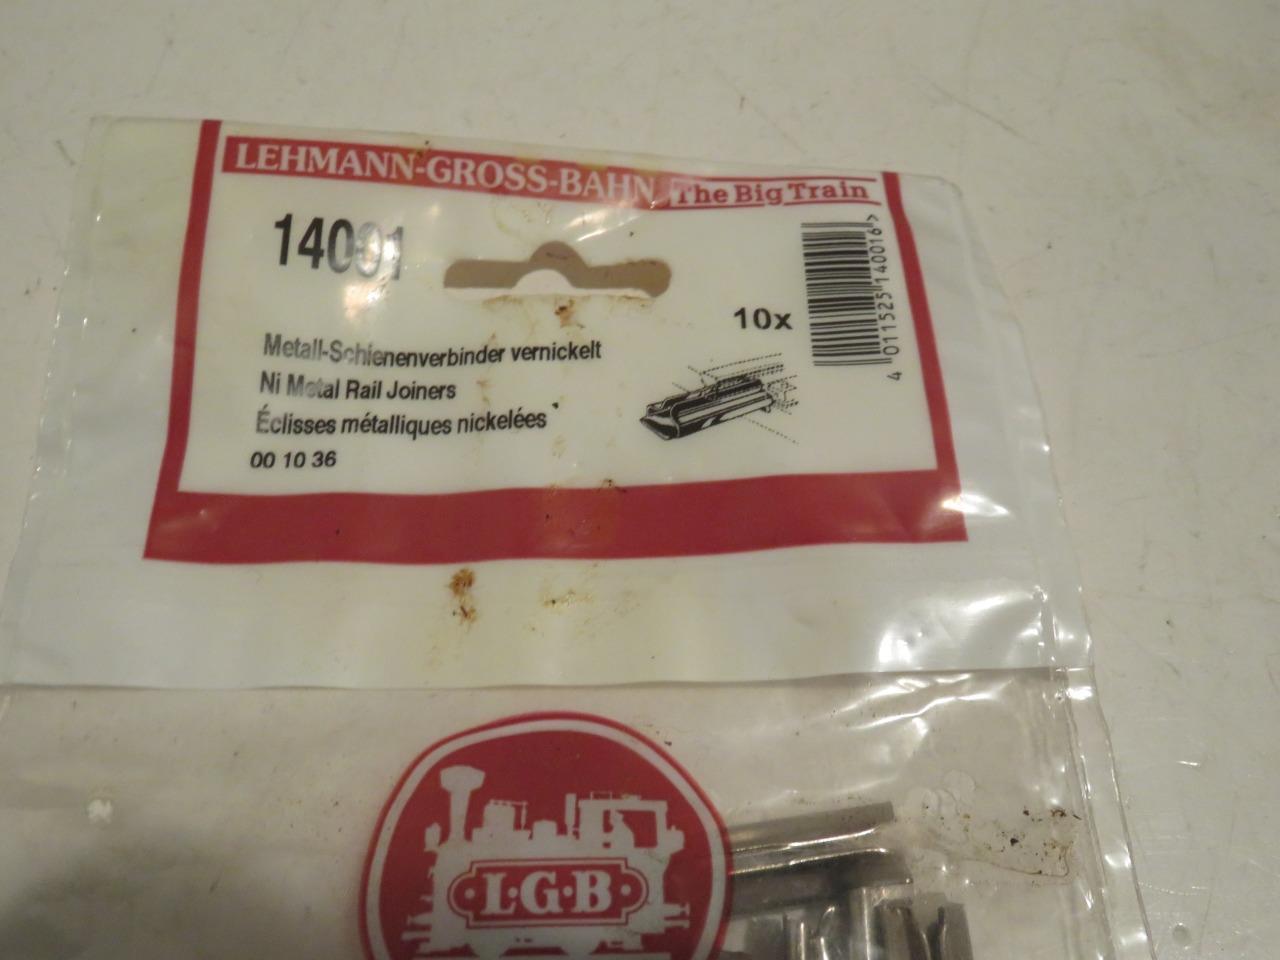 LEHMANN-GROSS-BAHN The Big Train
14001
10x
4 011525 140016 >
Metall-Schienenverbinder vernickelt
Ni Metal Rail Joiners
Éclisses métalliques nickelées
00 10 36
L·G·B